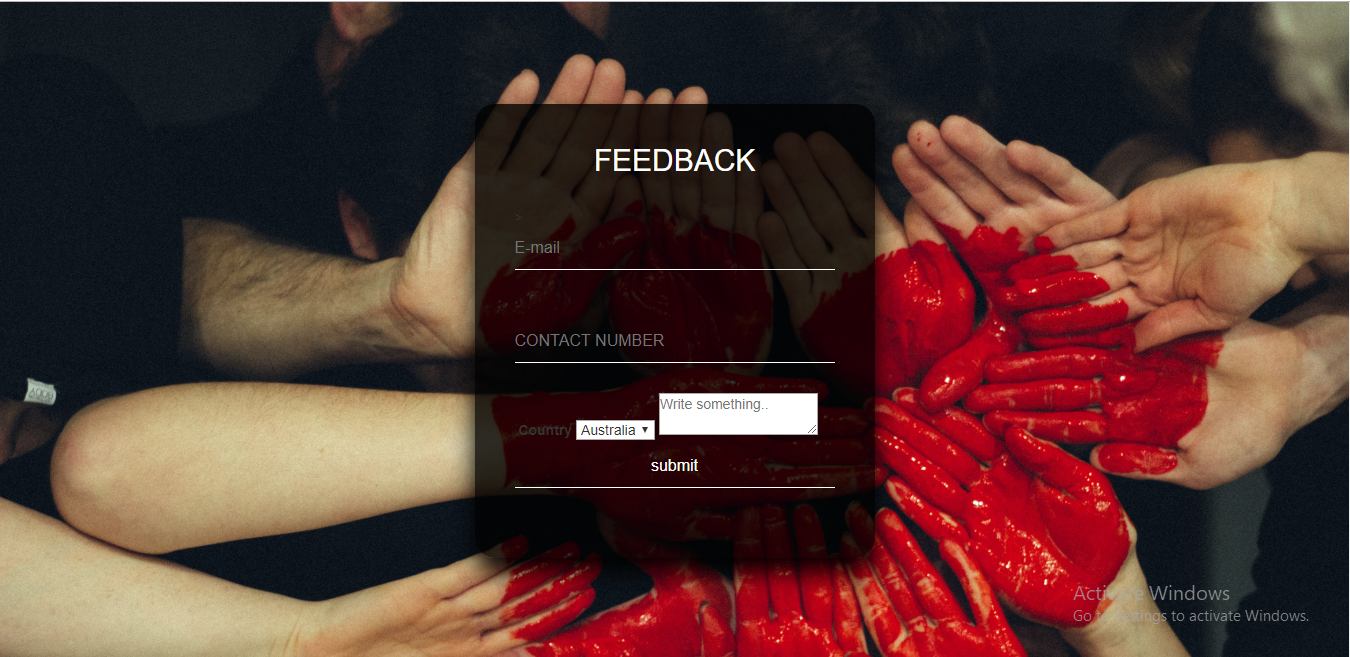 FEEDBACK
>
E-mail
CONTACT NUMBER
Write something..
Country Australia
submit
Activate Windows
Go to Settings to activate Windows.